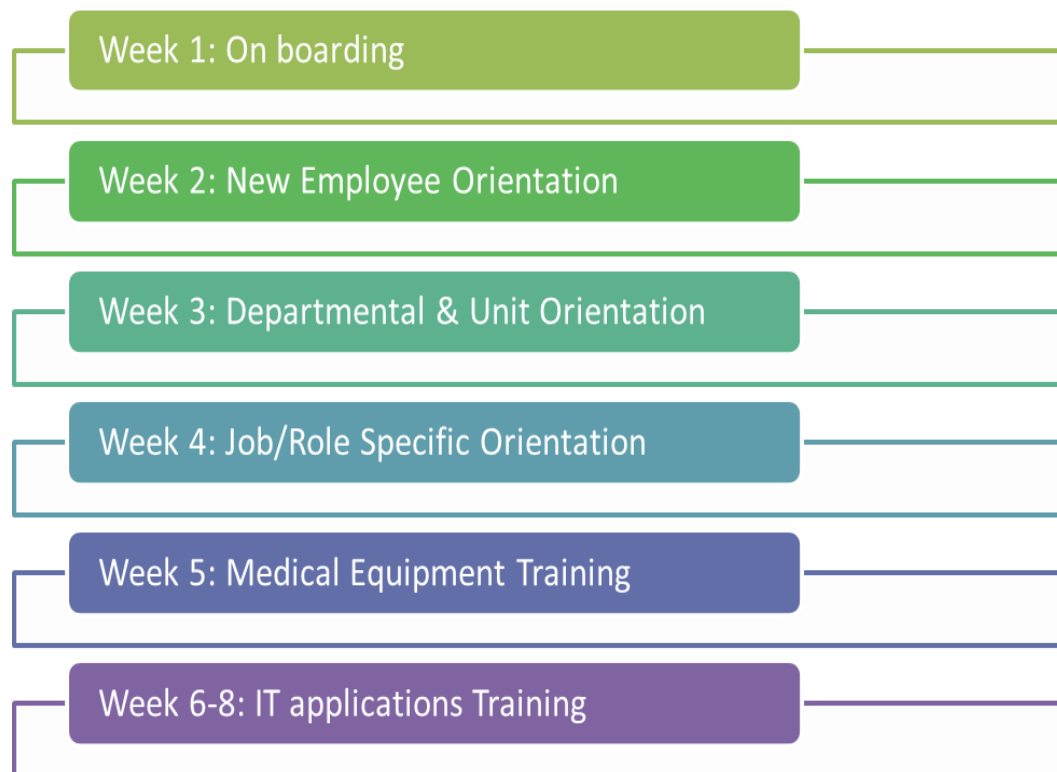 Week 1: On boarding
Week 2: New Employee Orientation
Week 3: Departmental & Unit Orientation
Week 4: Job/Role Specific Orientation
Week 5: Medical Equipment Training
Week 6-8: IT applications Training